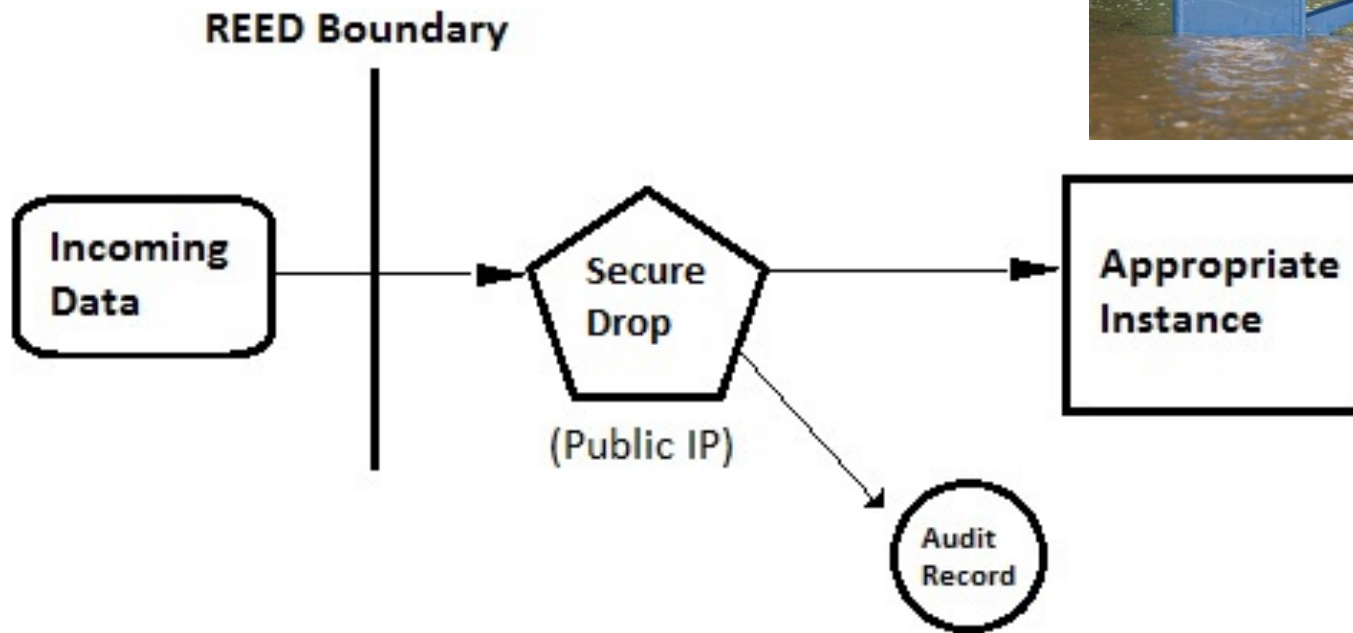 REED Boundary
Incoming
Data
Secure
Drop
(Public IP)
Appropriate
Instance
Audit
Record